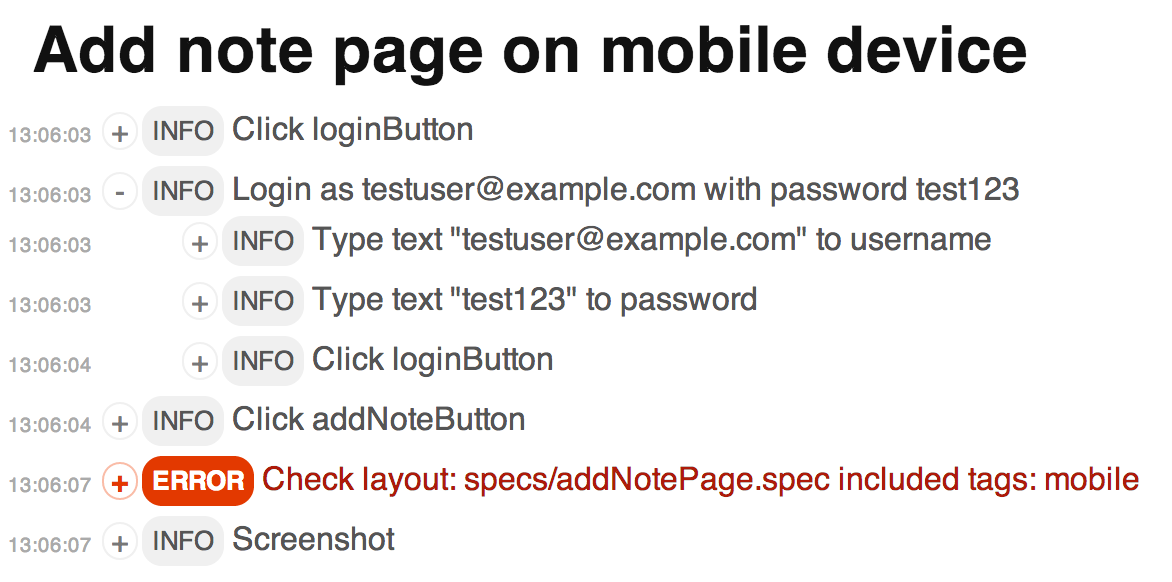 Add note page on mobile device
13:06:03 + INFO Click loginButton
13:06:03 - INFO Login as testuser@example.com with password test123
13:06:03 + INFO Type text "testuser@example.com" to username
13:06:03 + INFO Type text "test123" to password
13:06:04 + INFO Click loginButton
13:06:04 + INFO Click addNoteButton
13:06:07 + ERROR Check layout: specs/addNotePage.spec included tags: mobile
13:06:07 + INFO Screenshot